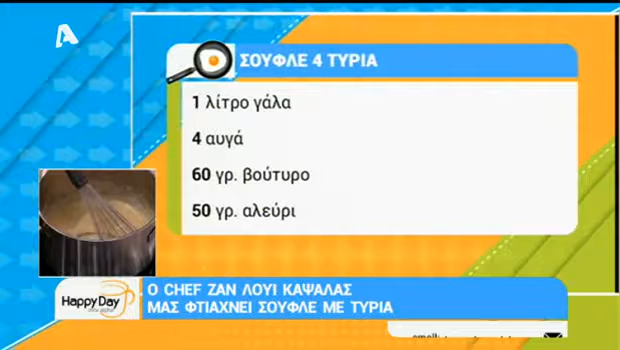 ΣΟΥΦΛΕ 4 ΤΥΡΙΑ
1 λίτρο γάλα
4 αυγά
60 γρ. βούτυρο
50 γρ. αλεύρι
Ο CHEF ΖΑΝ ΛΟΥΙ ΚΑΨΑΛΑΣ
ΜΑΣ ΦΤΙΑΧΝΕΙ ΣΟΥΦΛΕ ΜΕ ΤΥΡΙΑ
Happy Day